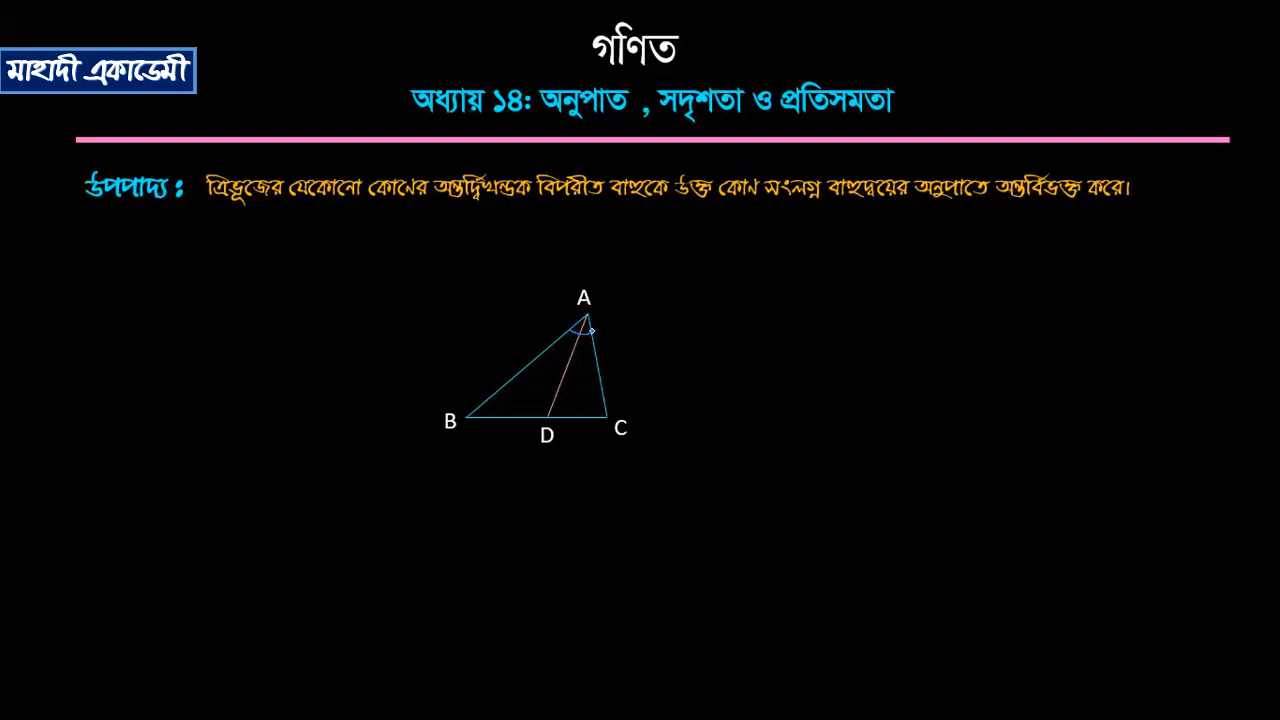 গণিত
মাহাদী একাডেমী
অধ্যায় ১৪: অনুপাত , সদৃশতা ও প্রতিসমতা
উপপাদ্য : ত্রিভূজের যেকোনো কোণের অন্তর্দ্বিখন্ডক বিপরীত বাহুকে উক্ত কোণ সংলগ্ন বাহুদ্বয়ের অনুপাতে অন্তর্বিভক্ত করে।
A
B
C
D